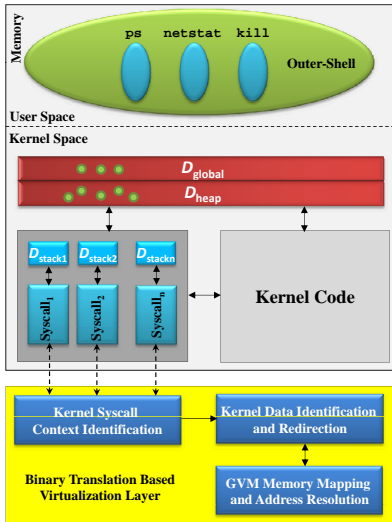 Memory
ps netstat kill
Outer-Shell
User Space
Kernel Space
Dglobal
Dheap
Dstack1 Dstack2 Dstackn
Syscall1 Syscall2 Syscalln
Kernel Code
Kernel Syscall
Context Identification
Kernel Data Identification
and Redirection
Binary Translation Based
Virtualization Layer
GVM Memory Mapping
and Address Resolution